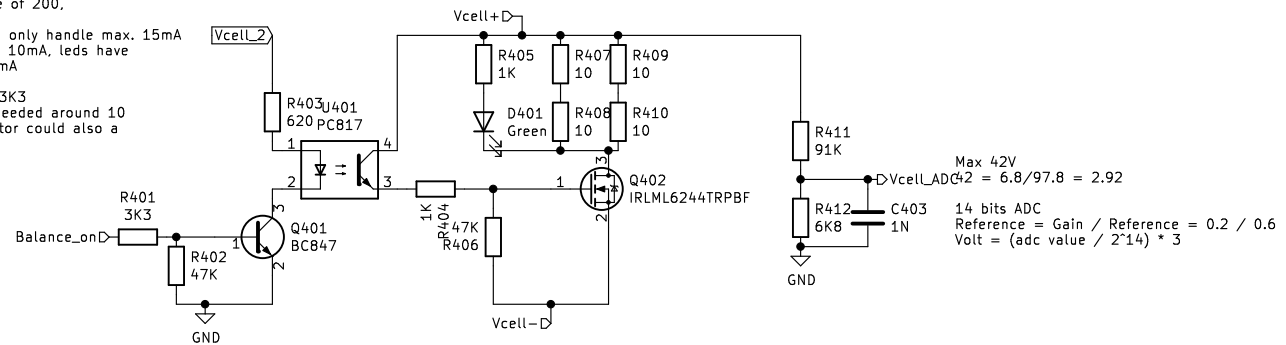 e of 200,
only handle max. 15mA
10mA, leds have
mA
3K3
eeded around 10
tor could also a
Vcell_2
Vcell+
R405
1K
R407
10
R409
10
R403
620
U401
PC817
D401
Green
R408
10
R410
10
R411
91K
1
2
4
3
Max 42V
Vcell_ADC
42 = 6.8/97.8 = 2.92
3
1
2
Q402
IRLML6244TRPBF
R401
3K3
1K
R404
47K
R406
R412
6K8
C403
1N
14 bits ADC
Reference = Gain / Reference = 0.2 / 0.6
Volt = (adc value / 2^14) * 3
Balance_on
3
1
2
Q401
BC847
R402
47K
GND
GND
Vcell-